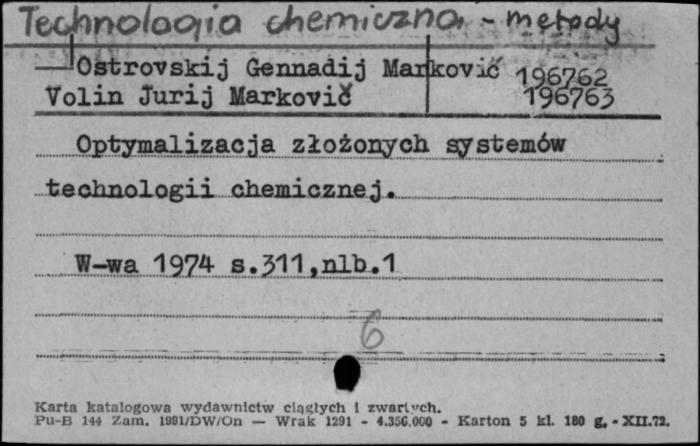 Technologia chemiczna - metody
Ostrovskij Gennadij Marković 196762
Volin Jurij Marković 196763
Optymalizacja złożonych systemów
technologii chemicznej.
W-wa 1974 s.311,nlb.1
6
Karta katalogowa wydawnictw ciągłych i zwartych.
Pu-B 144 Zam. 1991/DW/On — Wrak 1291 - 4.356.000 - Karton 5 kl. 180 g. - XII.72.